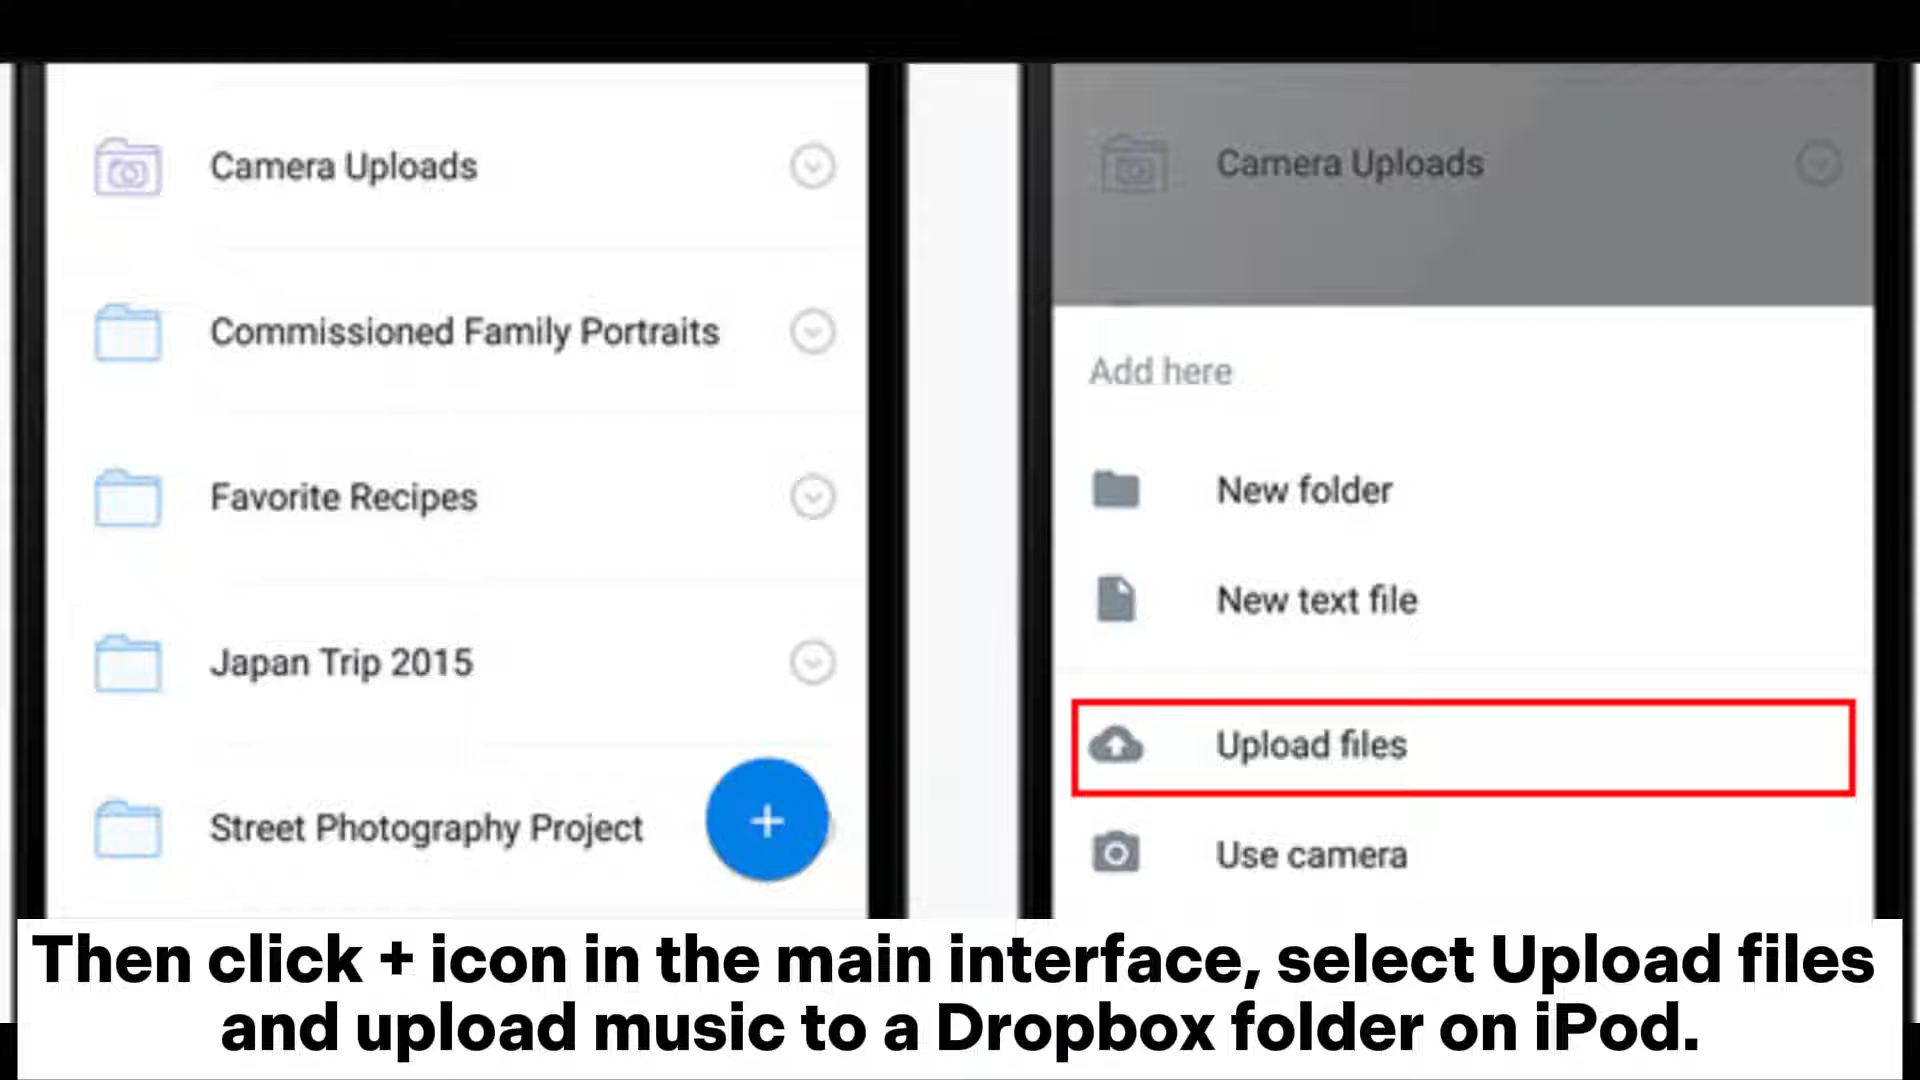 Camera Uploads
Commissioned Family Portraits
Favorite Recipes
Japan Trip 2015
Street Photography Project
+
Camera Uploads
Add here
New folder
New text file
Upload files
Use camera
Then click + icon in the main interface, select Upload files
and upload music to a Dropbox folder on iPod.